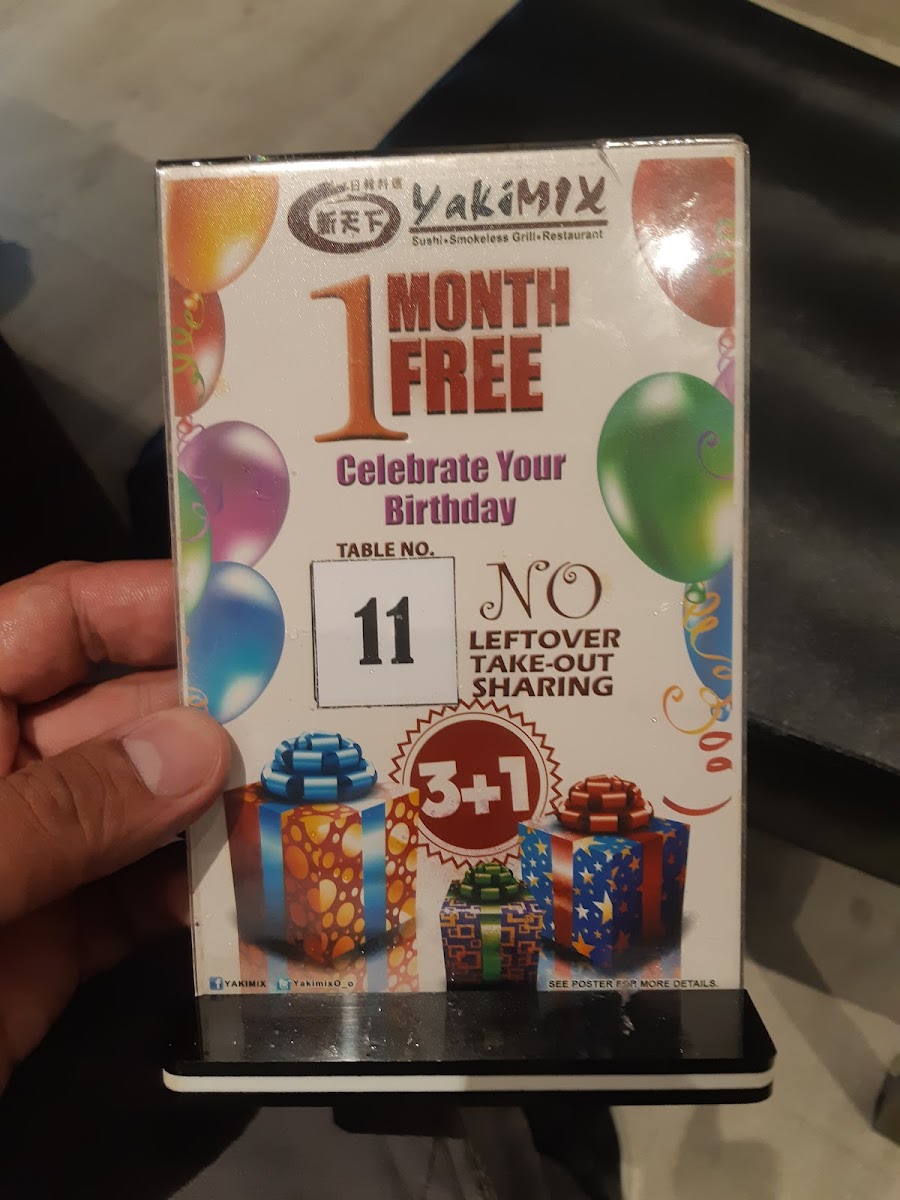 日韓料理
新天下
YakiMIX
Sushi•Smokeless Grill•Restaurant
1 MONTH
FREE
Celebrate Your
Birthday
TABLE NO.
11
NO
LEFTOVER
TAKE-OUT
SHARING
3+1
YAKIMIX
YakimixO_o
SEE POSTER FOR MORE DETAILS.